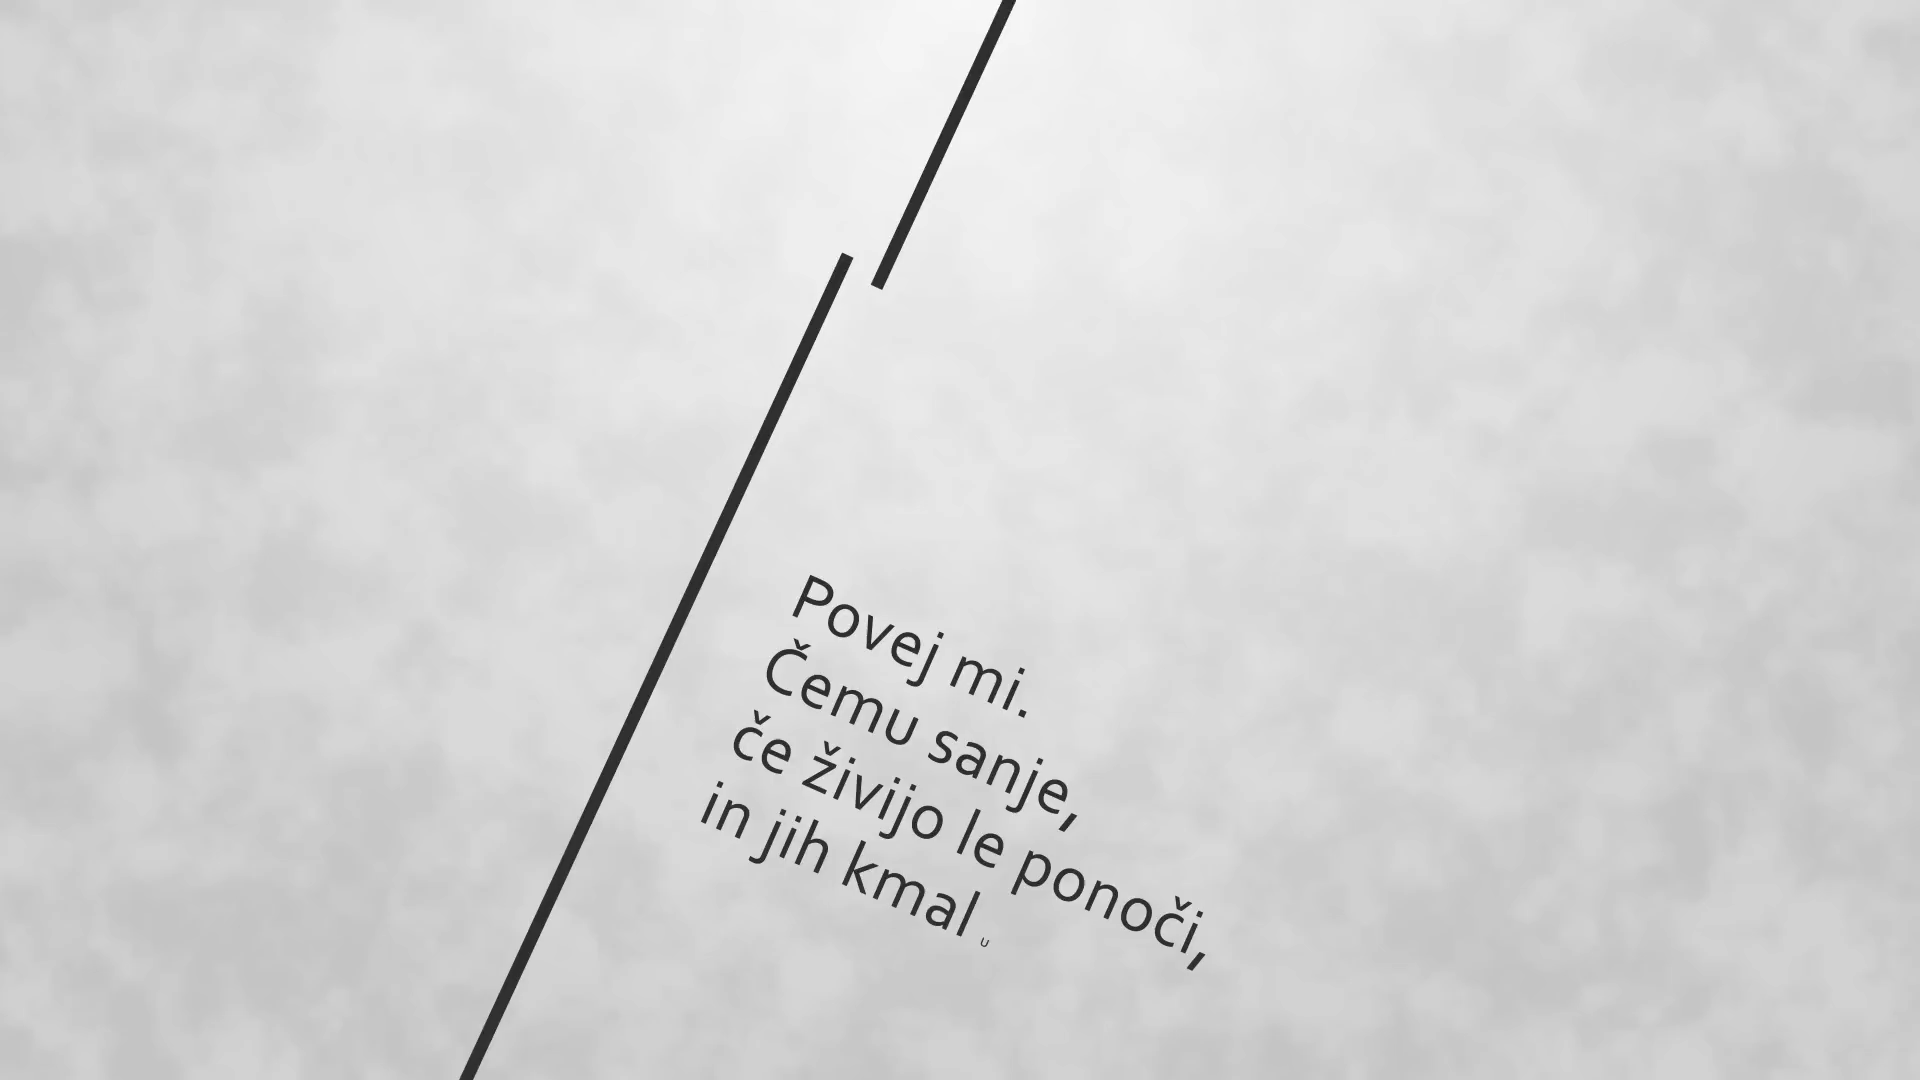 Povej mi.
Čemu sanje,
če živijo le ponoči,
in jih kmal u